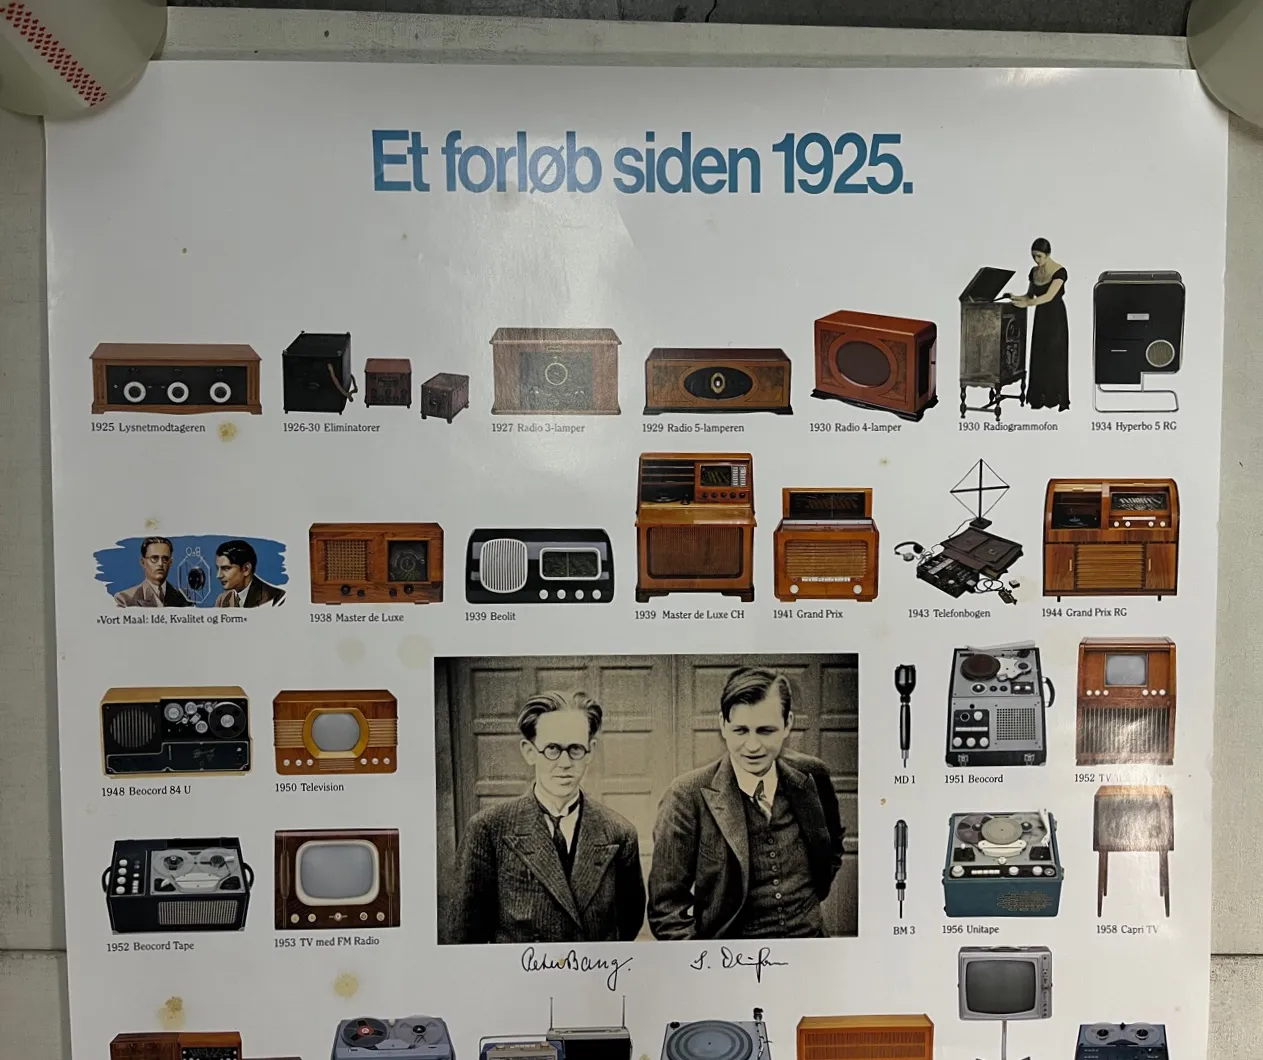 Et forløb siden 1925.
1925 Lysnetmodtageren
1926-30 Eliminatorer
1927 Radio 3-lamper
1929 Radio 5-lamperen
1930 Radio 4-lamper
1930 Radiogrammofon
1934 Hyperbo 5 RG
»Vort Maal: Idé, Kvalitet og Form«
1938 Master de Luxe
1939 Beolit
1939 Master de Luxe CH
1941 Grand Prix
1943 Telefonbogen
1944 Grand Prix RG
1948 Beocord 84 U
1950 Television
MD 1
1951 Beocord
1952 TV
1952 Beocord Tape
1953 TV med FM Radio
BM 3
1956 Unitape
1958 Capri TV
Peter Bang.
S. Olufsen